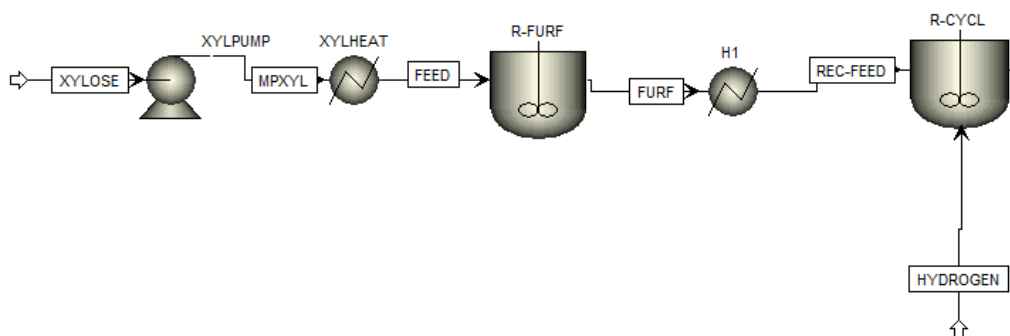 XYLOSE
XYLPUMP
MPXYL
XYLHEAT
FEED
R-FURF
FURF
H1
REC-FEED
R-CYCL
HYDROGEN